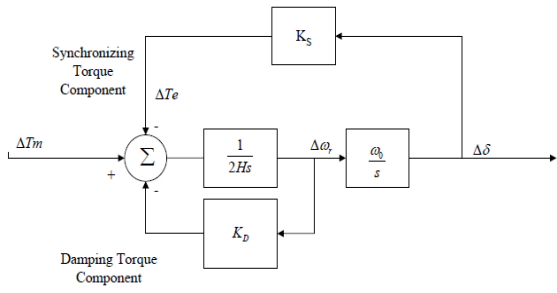 K_S
Synchronizing
Torque
Component
ΔTe
-
ΔTm
+
Σ
-
1
2Hs
Δω_r
ω_0
s
Δδ
K_D
Damping Torque
Component